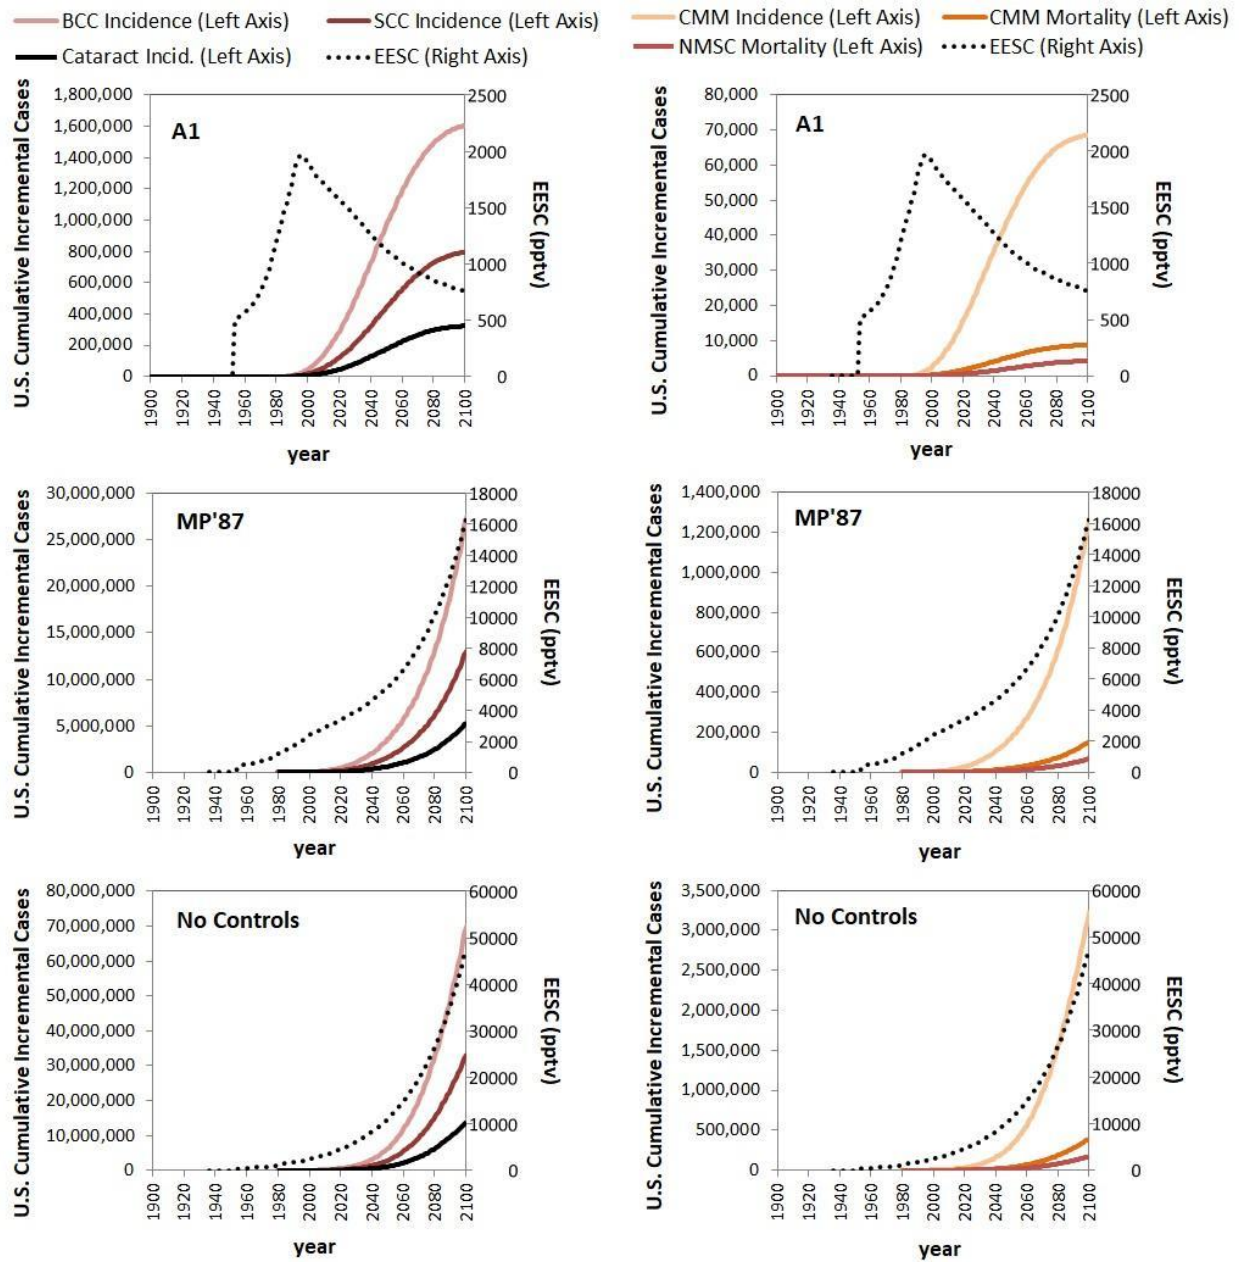 BCC Incidence (Left Axis)
SCC Incidence (Left Axis)
Cataract Incid. (Left Axis)
EESC (Right Axis)
CMM Incidence (Left Axis)
CMM Mortality (Left Axis)
NMSC Mortality (Left Axis)
EESC (Right Axis)
U.S. Cumulative Incremental Cases
1,800,000
1,600,000
1,400,000
1,200,000
1,000,000
800,000
600,000
400,000
200,000
0
A1
2500
2000
1500
1000
500
0
EESC (pptv)
1900 1920 1940 1960 1980 2000 2020 2040 2060 2080 2100
year
U.S. Cumulative Incremental Cases
80,000
70,000
60,000
50,000
40,000
30,000
20,000
10,000
0
A1
2500
2000
1500
1000
500
0
EESC (pptv)
1900 1920 1940 1960 1980 2000 2020 2040 2060 2080 2100
year
U.S. Cumulative Incremental Cases
30,000,000
25,000,000
20,000,000
15,000,000
10,000,000
5,000,000
0
MP'87
18000
16000
14000
12000
10000
8000
6000
4000
2000
0
EESC (pptv)
1900 1920 1940 1960 1980 2000 2020 2040 2060 2080 2100
year
U.S. Cumulative Incremental Cases
1,400,000
1,200,000
1,000,000
800,000
600,000
400,000
200,000
0
MP'87
18000
16000
14000
12000
10000
8000
6000
4000
2000
0
EESC (pptv)
1900 1920 1940 1960 1980 2000 2020 2040 2060 2080 2100
year
U.S. Cumulative Incremental Cases
80,000,000
70,000,000
60,000,000
50,000,000
40,000,000
30,000,000
20,000,000
10,000,000
0
No Controls
60000
50000
40000
30000
20000
10000
0
EESC (pptv)
1900 1920 1940 1960 1980 2000 2020 2040 2060 2080 2100
year
U.S. Cumulative Incremental Cases
3,500,000
3,000,000
2,500,000
2,000,000
1,500,000
1,000,000
500,000
0
No Controls
60000
50000
40000
30000
20000
10000
0
EESC (pptv)
1900 1920 1940 1960 1980 2000 2020 2040 2060 2080 2100
year